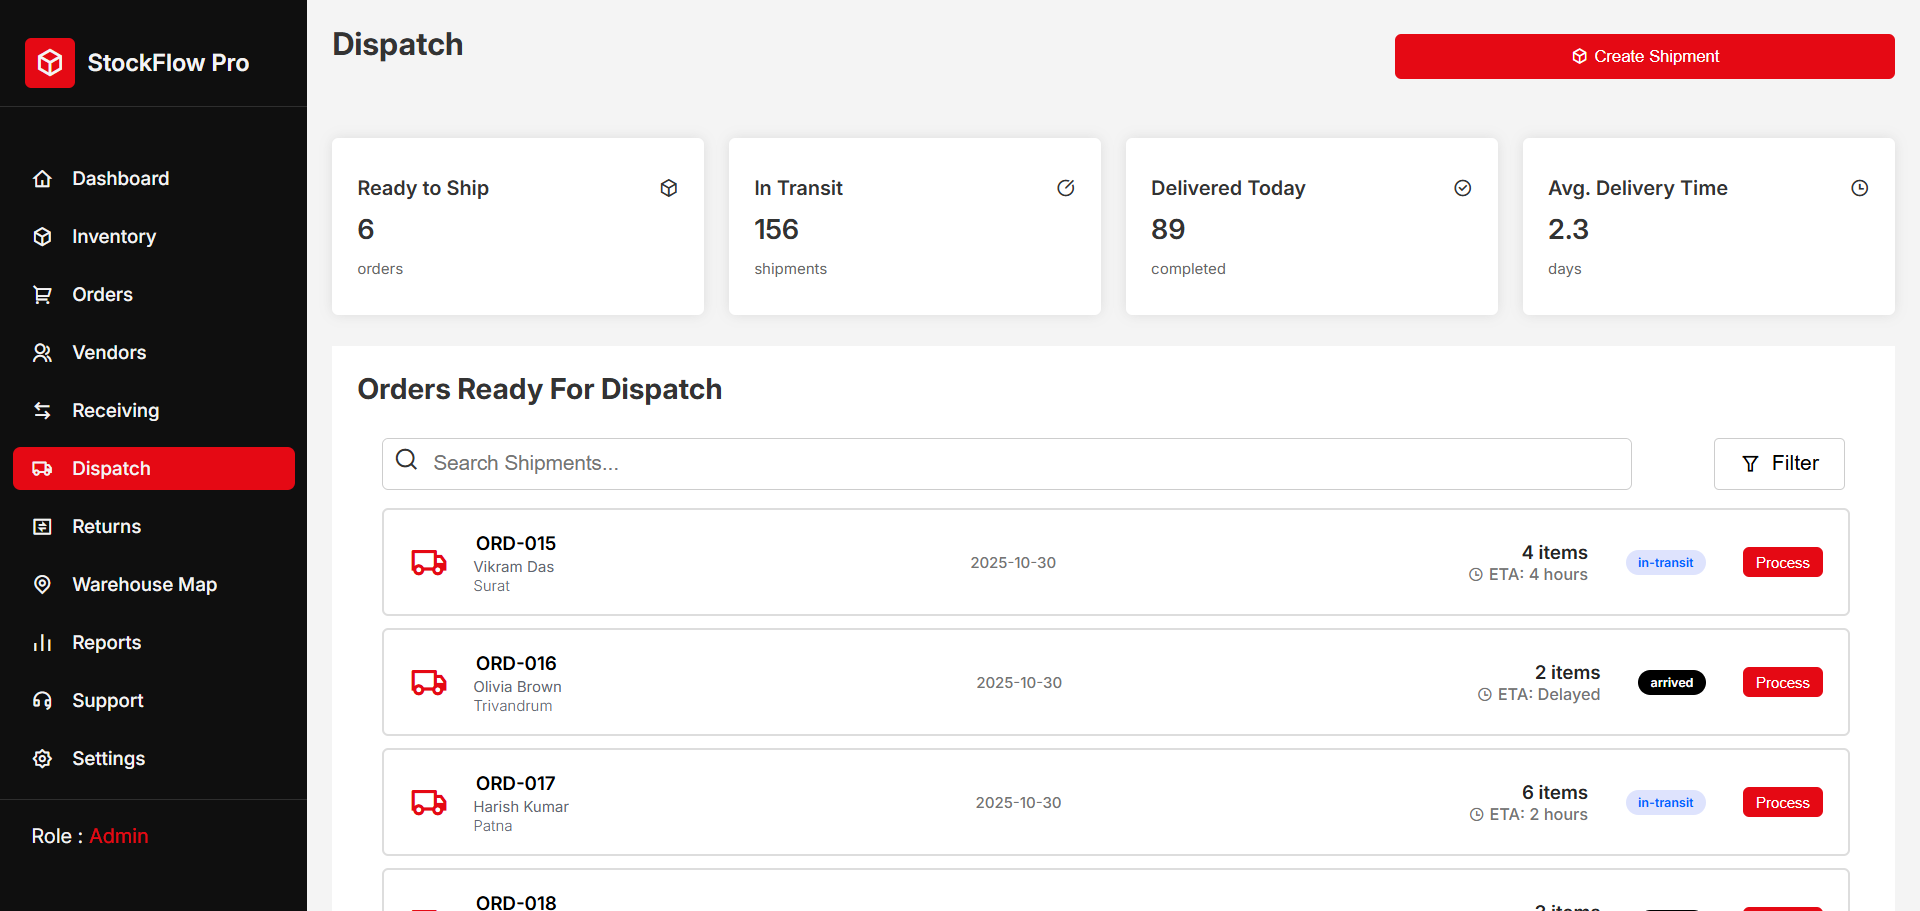 StockFlow Pro
Dashboard
Inventory
Orders
Vendors
Receiving
Dispatch
Returns
Warehouse Map
Reports
Support
Settings
Role : Admin
Dispatch
Create Shipment
Ready to Ship
6
orders
In Transit
156
shipments
Delivered Today
89
completed
Avg. Delivery Time
2.3
days
Orders Ready For Dispatch
Search Shipments...
Filter
ORD-015
Vikram Das
Surat
2025-10-30
4 items
ETA: 4 hours
in-transit
Process
ORD-016
Olivia Brown
Trivandrum
2025-10-30
2 items
ETA: Delayed
arrived
Process
ORD-017
Harish Kumar
Patna
2025-10-30
6 items
ETA: 2 hours
in-transit
Process
ORD-018